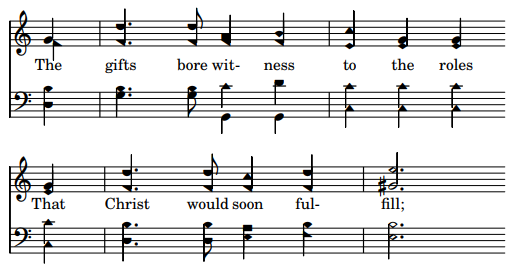 The gifts bore wit- ness to the roles
That Christ would soon ful- fill;